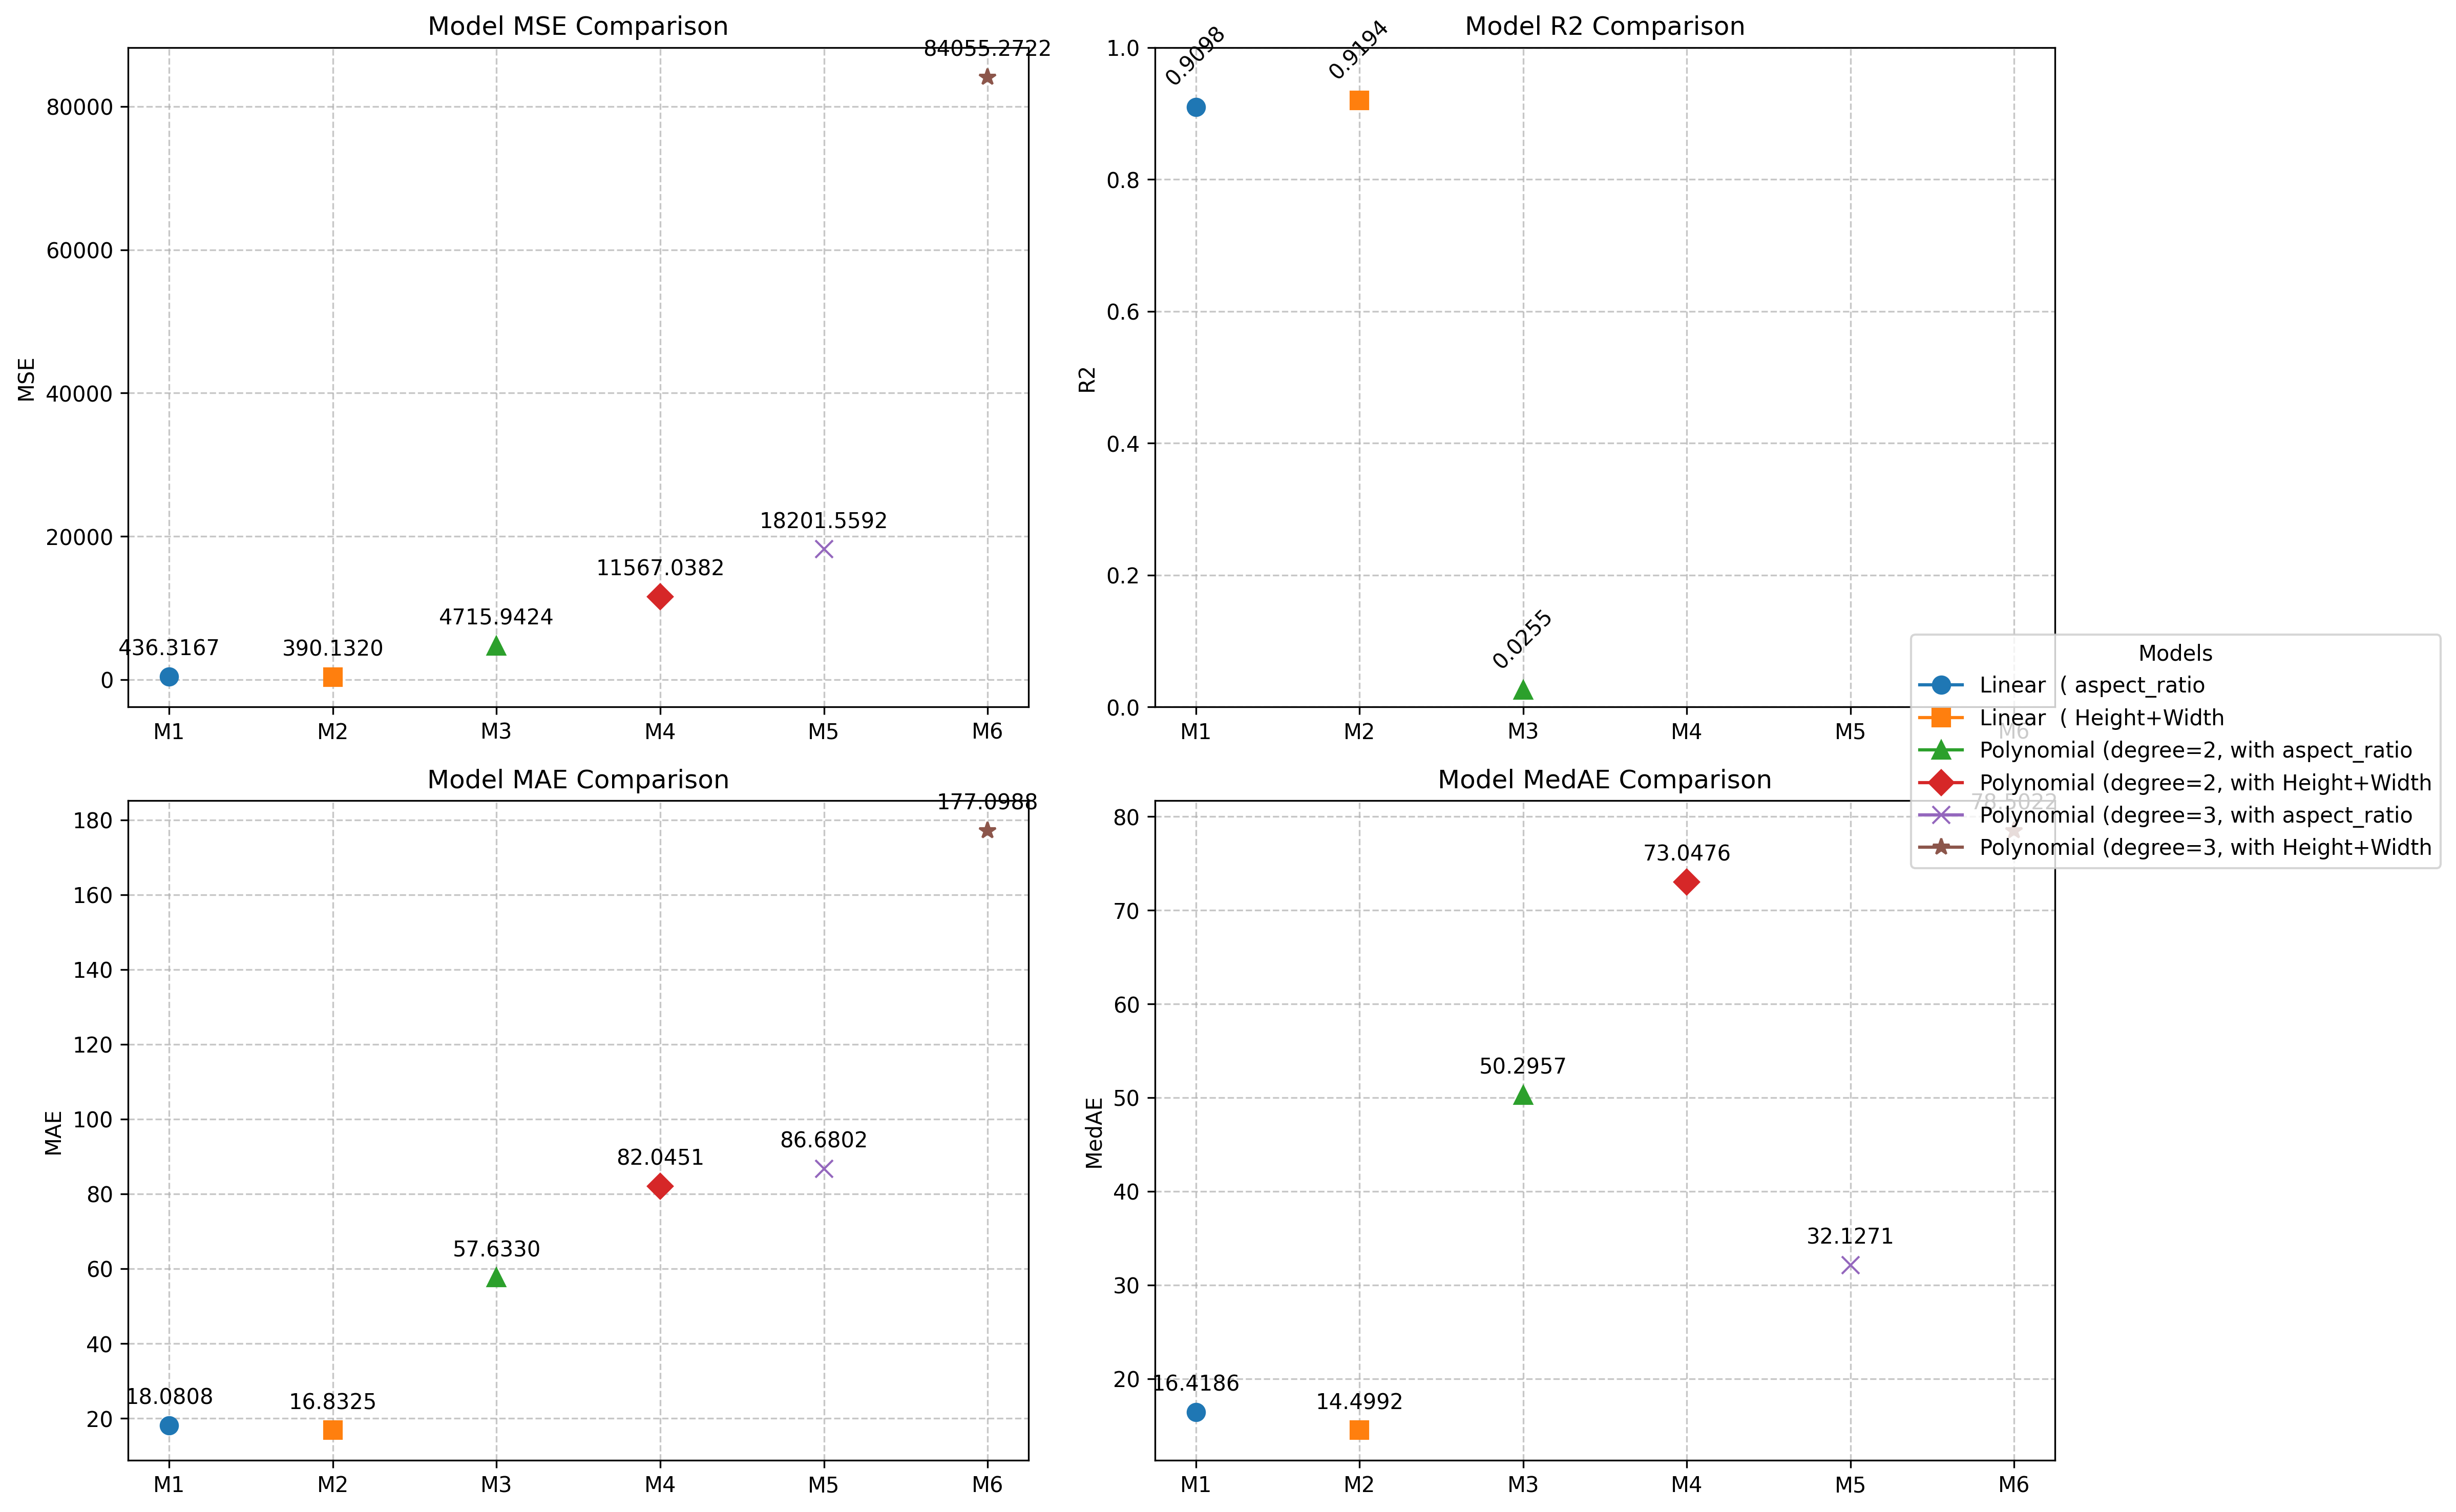 Model MSE Comparison
84055.2722
80000
60000
MSE
40000
18201.5592
20000
11567.0382
4715.9424
436.3167
390.1320
0
M1 M2 M3 M4 M5 M6
Model R2 Comparison
0.9098
0.9194
1.0
0.8
0.6
R2
0.4
0.2
0.0255
0.0
M1 M2 M3 M4 M5 M6
Models
Linear ( aspect_ratio
Linear ( Height+Width
Polynomial (degree=2, with aspect_ratio
Polynomial (degree=2, with Height+Width
Polynomial (degree=3, with aspect_ratio
Polynomial (degree=3, with Height+Width
Model MAE Comparison
177.0988
180
160
140
120
100
MAE
86.6802
82.0451
80
57.6330
60
40
18.0808
16.8325
20
M1 M2 M3 M4 M5 M6
Model MedAE Comparison
78.5022
80
73.0476
70
60
50.2957
50
MedAE
40
32.1271
30
16.4186
20
14.4992
M1 M2 M3 M4 M5 M6